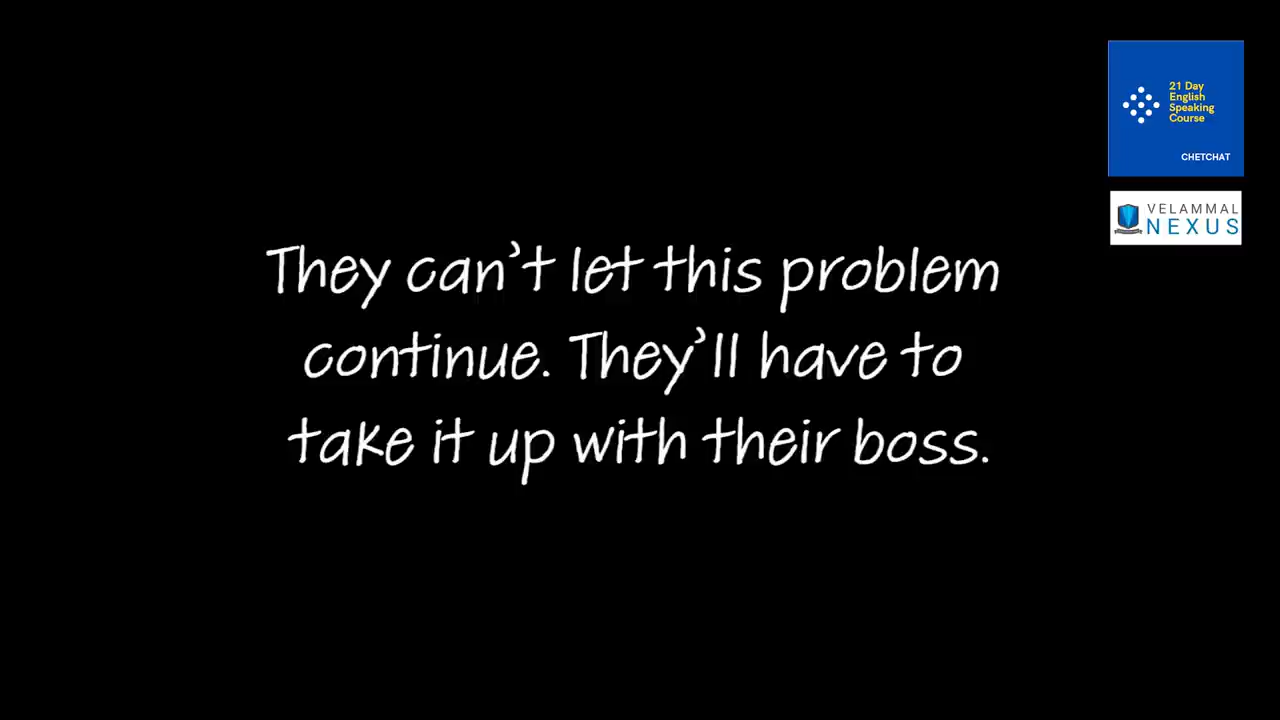 21 Day
English
Speaking
Course
CHETCHAT
VELAMMAL
NEXUS
They can't let this problem
continue. They'll have to
take it up with their boss.